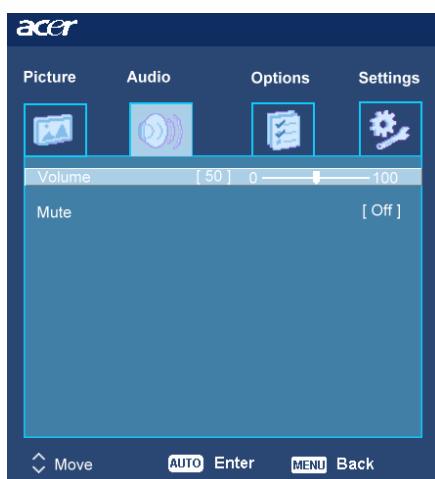 acer
Picture Audio Options Settings
Volume [ 50 ] 0 100
Mute [ Off ]
Move AUTO Enter MENU Back